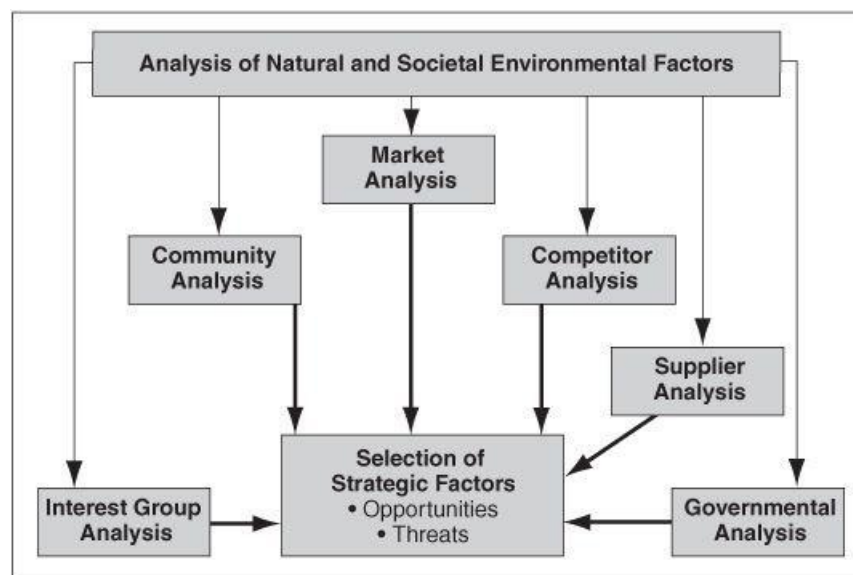 Analysis of Natural and Societal Environmental Factors
Market
Analysis
Community
Analysis
Competitor
Analysis
Supplier
Analysis
Selection of
Strategic Factors
• Opportunities
• Threats
Interest Group
Analysis
Governmental
Analysis